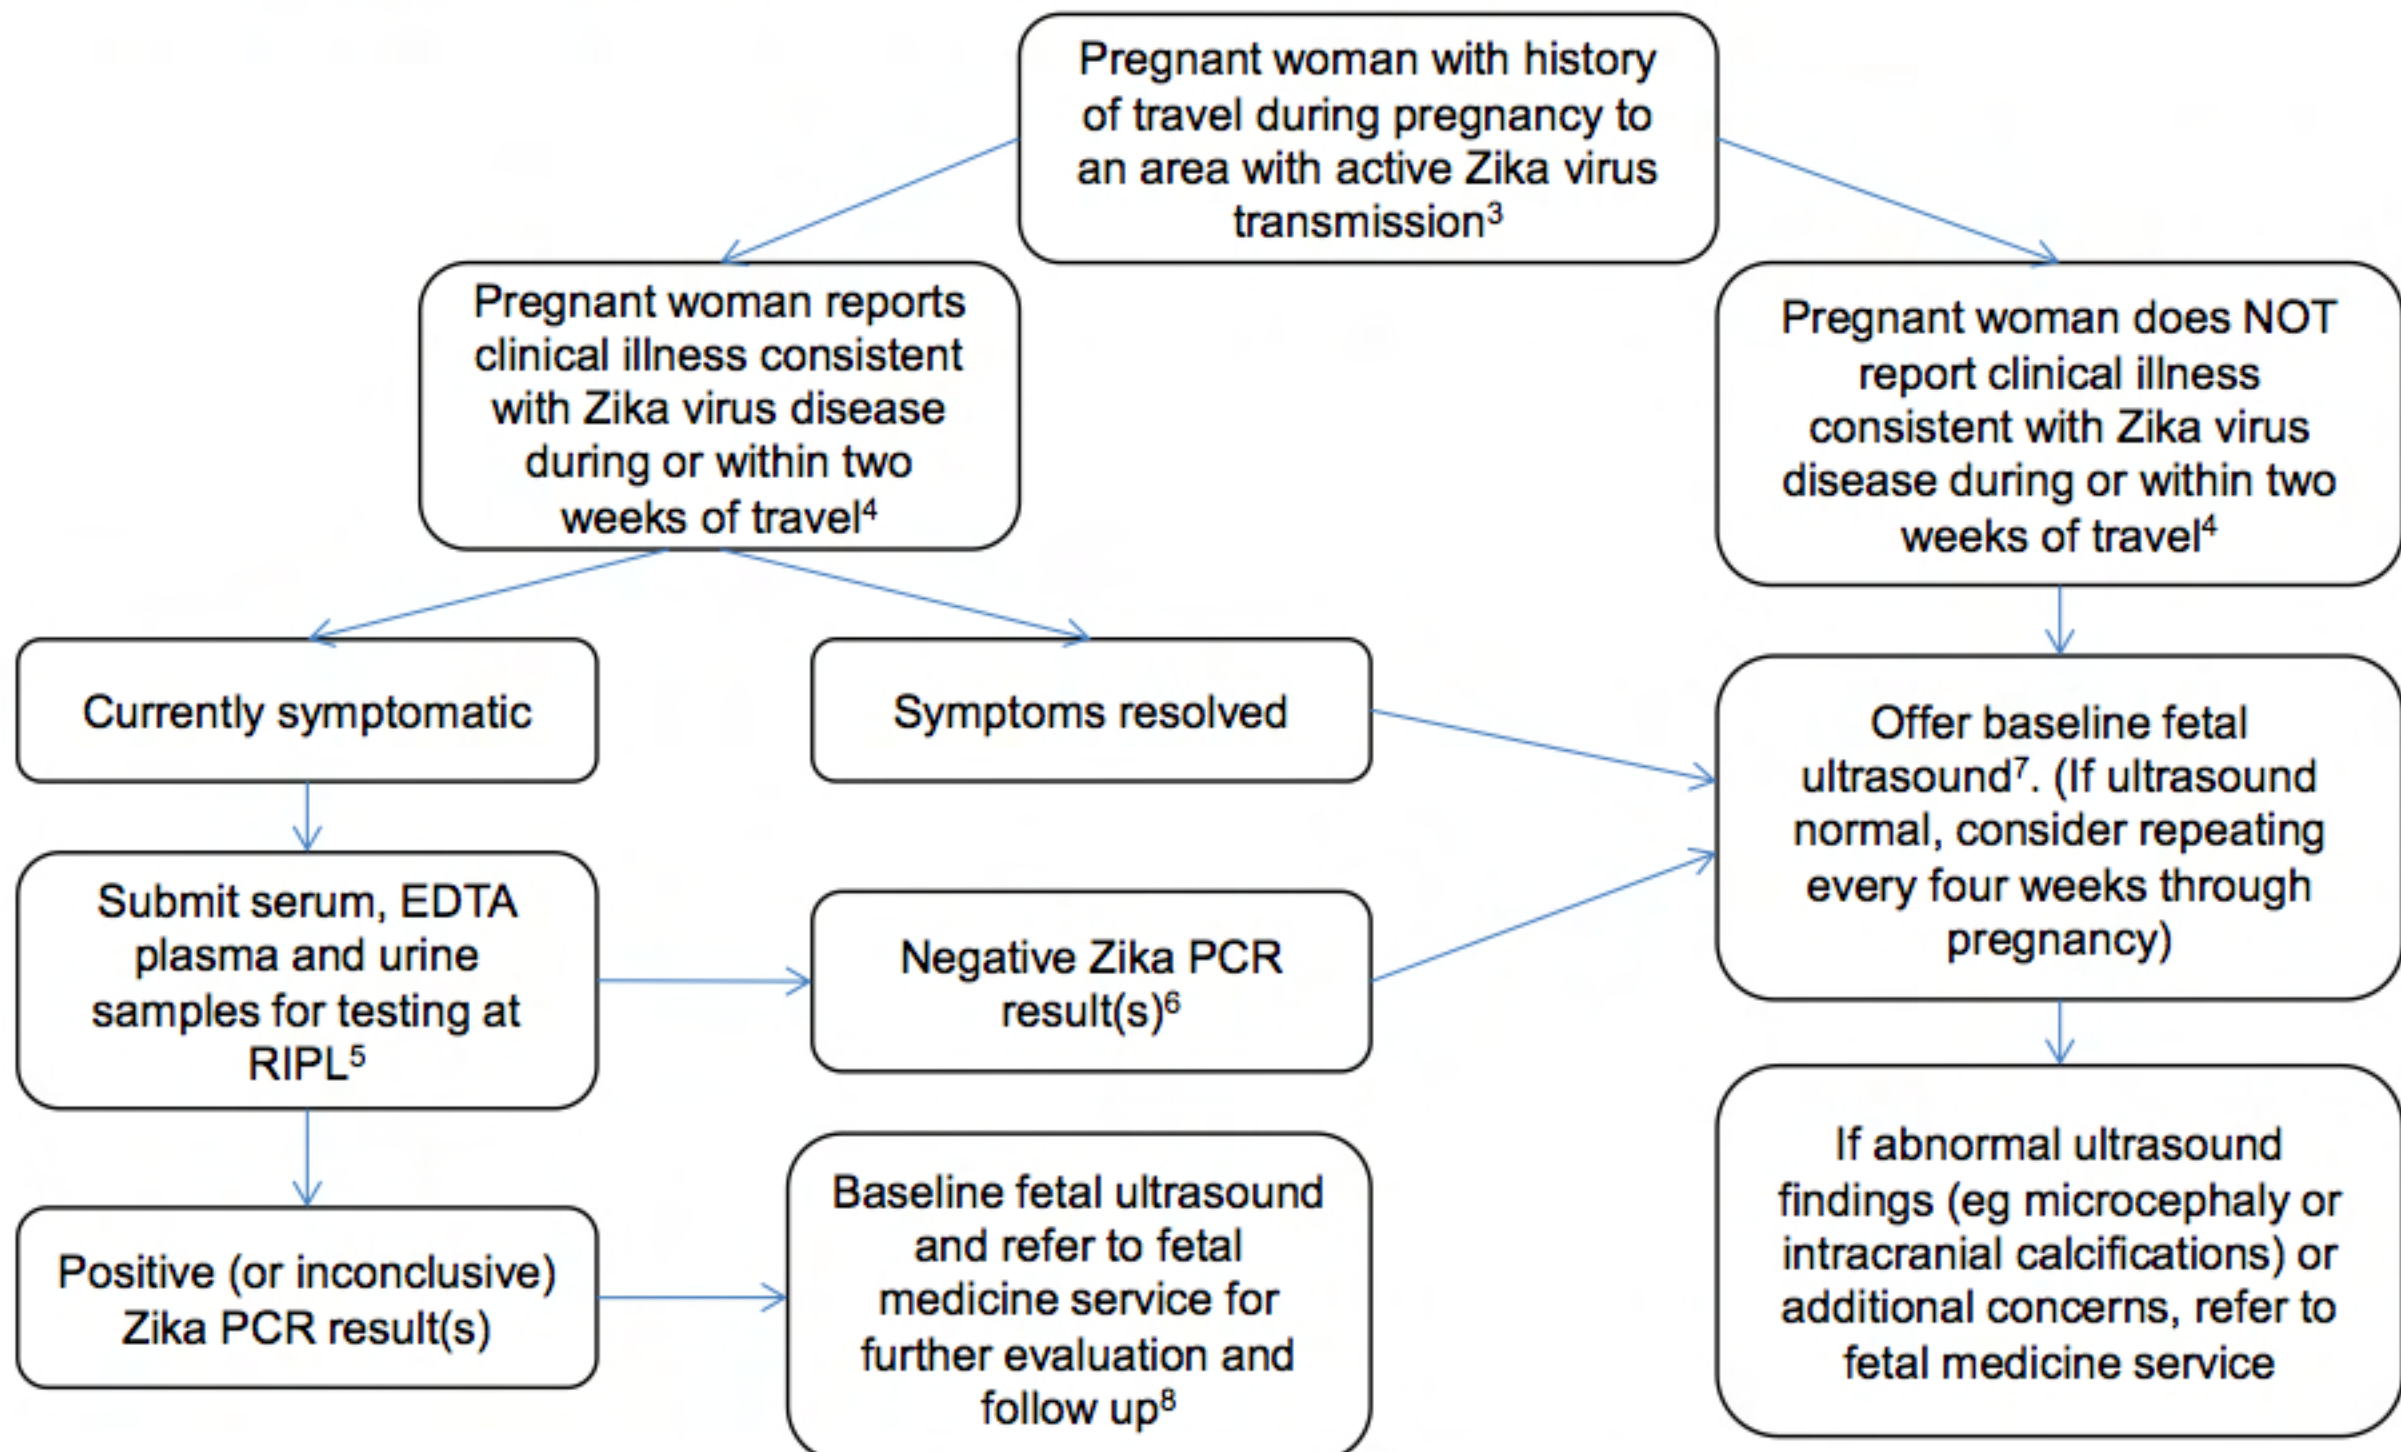 Pregnant woman with history
of travel during pregnancy to
an area with active Zika virus
transmission³
Pregnant woman reports
clinical illness consistent
with Zika virus disease
during or within two
weeks of travel⁴
Pregnant woman does NOT
report clinical illness
consistent with Zika virus
disease during or within two
weeks of travel⁴
Currently symptomatic
Symptoms resolved
Offer baseline fetal
ultrasound⁷. (If ultrasound
normal, consider repeating
every four weeks through
pregnancy)
Submit serum, EDTA
plasma and urine
samples for testing at
RIPL⁵
Negative Zika PCR
result(s)⁶
Positive (or inconclusive)
Zika PCR result(s)
Baseline fetal ultrasound
and refer to fetal
medicine service for
further evaluation and
follow up⁸
If abnormal ultrasound
findings (eg microcephaly or
intracranial calcifications) or
additional concerns, refer to
fetal medicine service